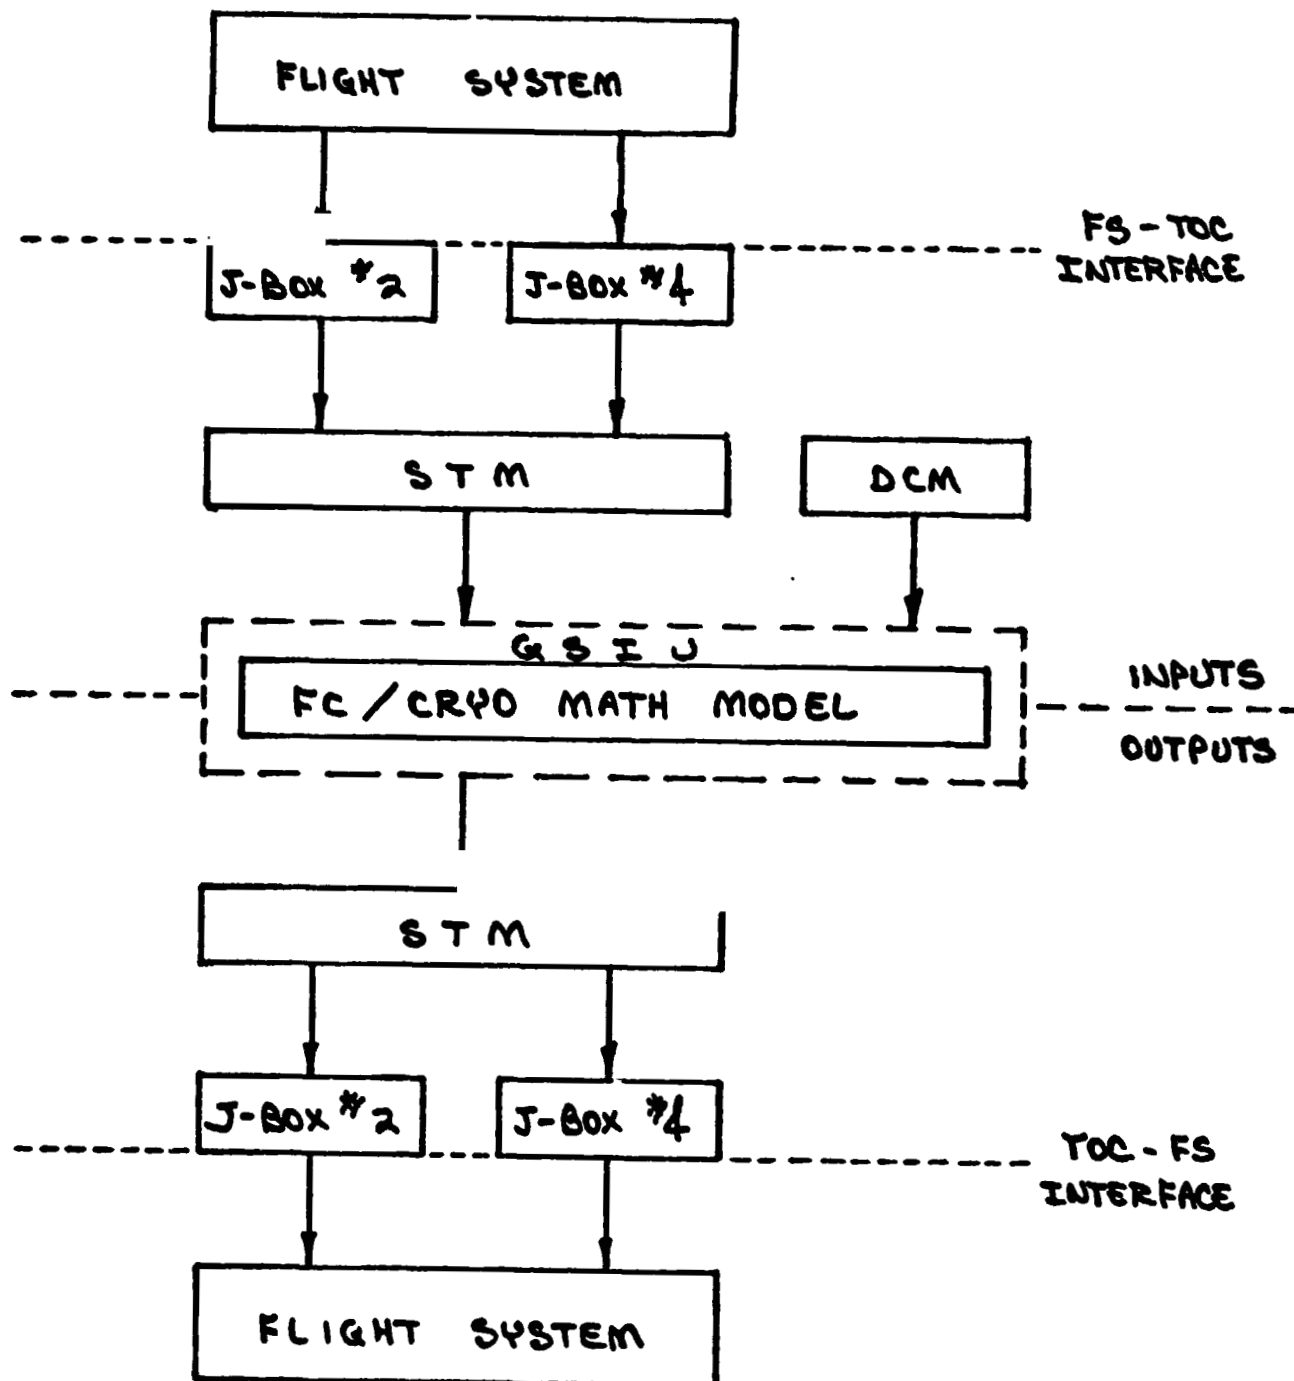 FLIGHT SYSTEM
FS - TOC
INTERFACE
J-BOX #2
J-BOX #4
STM
DCM
GSIU
FC / CRYO MATH MODEL
INPUTS
OUTPUTS
STM
J-BOX #2
J-BOX #4
TOC - FS
INTERFACE
FLIGHT SYSTEM